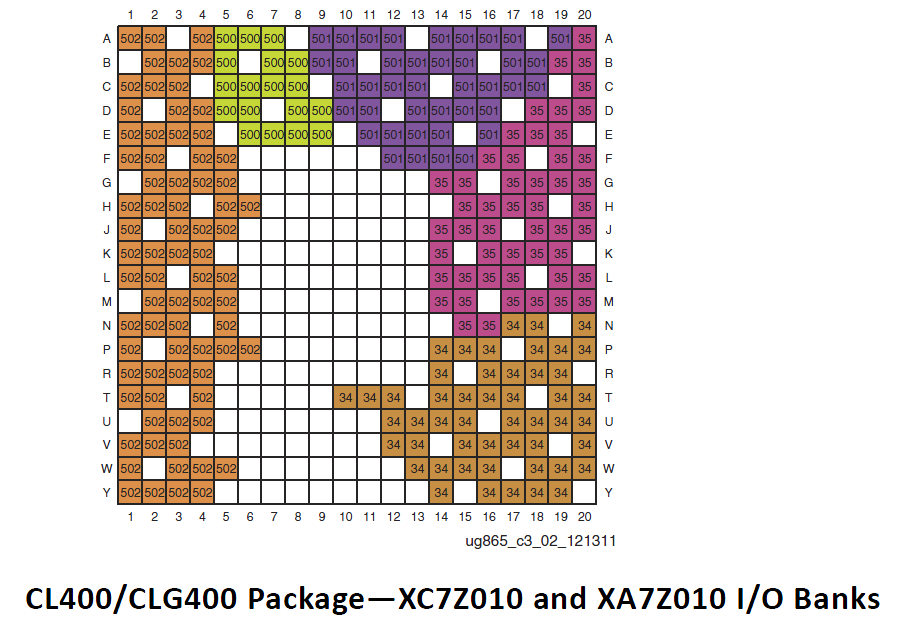 1 2 3 4 5 6 7 8 9 10 11 12 13 14 15 16 17 18 19 20
A 502 502 502 500 500 500 501 501 501 501 501 501 501 501 501 35 A
B 502 502 502 500 500 500 501 501 501 501 501 501 501 501 35 35 B
C 502 502 502 500 500 500 500 501 501 501 501 501 501 501 501 35 C
D 502 502 502 500 500 500 500 501 501 501 501 501 501 35 35 35 D
E 502 502 502 502 500 500 500 500 501 501 501 501 501 35 35 35 E
F 502 502 502 502 501 501 501 501 35 35 35 35 F
G 502 502 502 502 35 35 35 35 35 35 G
H 502 502 502 502 502 35 35 35 35 35 H
J 502 502 502 502 35 35 35 35 35 35 J
K 502 502 502 502 35 35 35 35 35 K
L 502 502 502 502 35 35 35 35 35 35 L
M 502 502 502 502 35 35 35 35 35 35 M
N 502 502 502 502 35 35 34 34 34 N
P 502 502 502 502 502 34 34 34 34 34 34 P
R 502 502 502 502 34 34 34 34 34 R
T 502 502 502 34 34 34 34 34 34 34 34 34 T
U 502 502 502 34 34 34 34 34 34 34 34 U
V 502 502 502 34 34 34 34 34 34 34 V
W 502 502 502 502 34 34 34 34 34 34 34 W
Y 502 502 502 502 34 34 34 34 34 Y
1 2 3 4 5 6 7 8 9 10 11 12 13 14 15 16 17 18 19 20
ug865_c3_02_121311
CL400/CLG400 Package—XC7Z010 and XA7Z010 I/O Banks